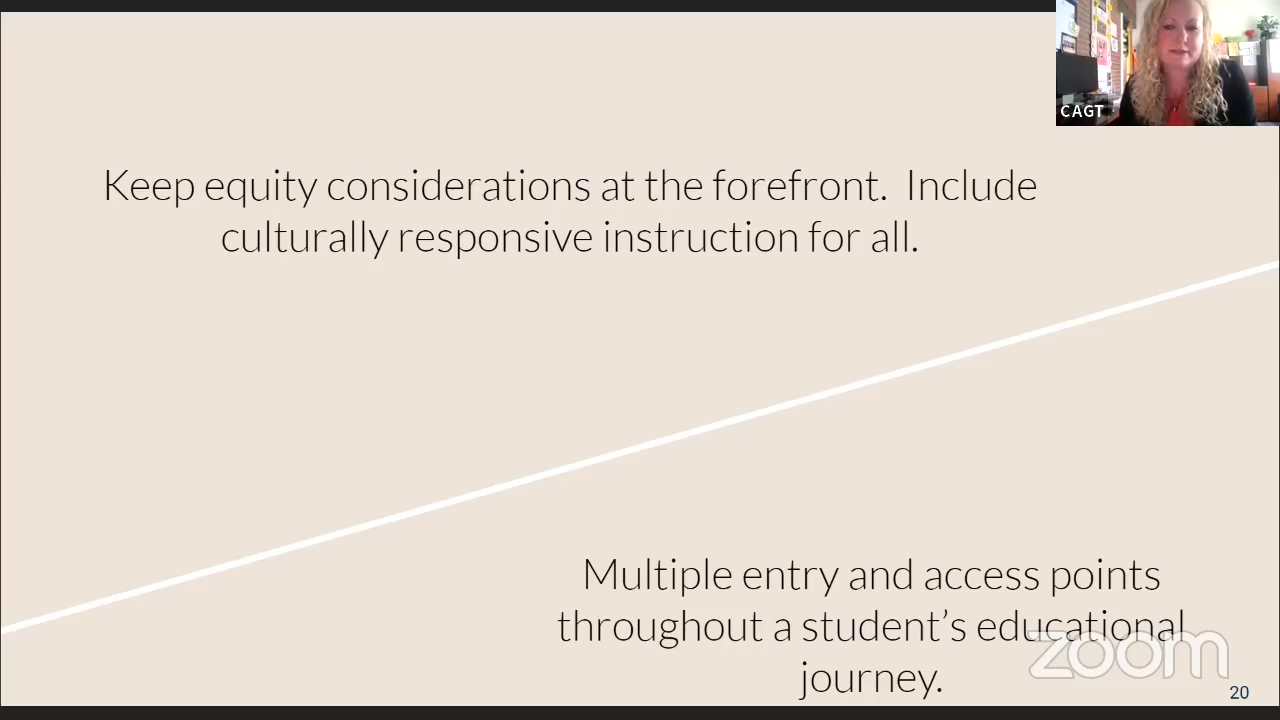 CAGT
Keep equity considerations at the forefront.  Include
culturally responsive instruction for all.
Multiple entry and access points
throughout a student’s educational
journey.
zoom
20